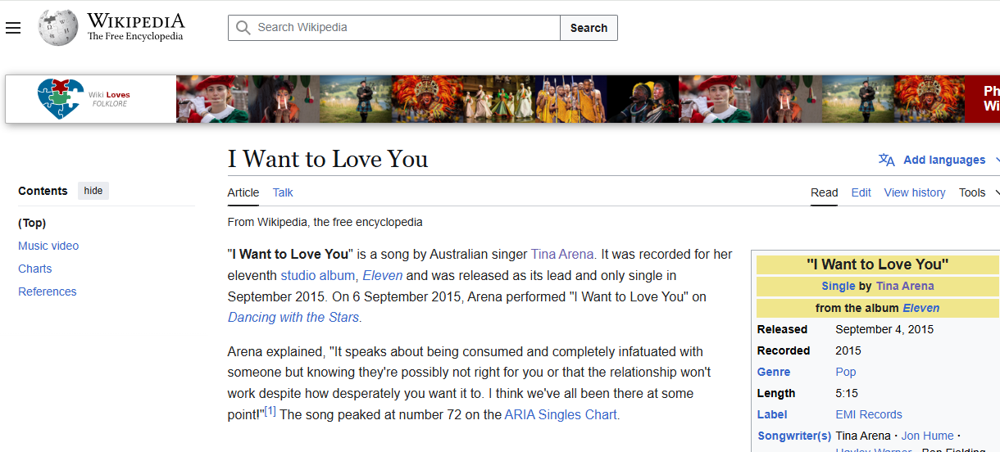 WIKIPEDIA
The Free Encyclopedia
Search Wikipedia
Search
Wiki Loves
FOLKLORE
Ph
Wi
I Want to Love You
Add languages
Contents hide
Article Talk
Read Edit View history Tools
(Top)
From Wikipedia, the free encyclopedia
Music video
Charts
References
"I Want to Love You" is a song by Australian singer Tina Arena. It was recorded for her
eleventh studio album, Eleven and was released as its lead and only single in
September 2015. On 6 September 2015, Arena performed "I Want to Love You" on
Dancing with the Stars.
Arena explained, "It speaks about being consumed and completely infatuated with
someone but knowing they're possibly not right for you or that the relationship won't
work despite how desperately you want it to. I think we've all been there at some
point!"[1] The song peaked at number 72 on the ARIA Singles Chart.
"I Want to Love You"
Single by Tina Arena
from the album Eleven
Released September 4, 2015
Recorded 2015
Genre Pop
Length 5:15
Label EMI Records
Songwriter(s) Tina Arena · Jon Hume ·